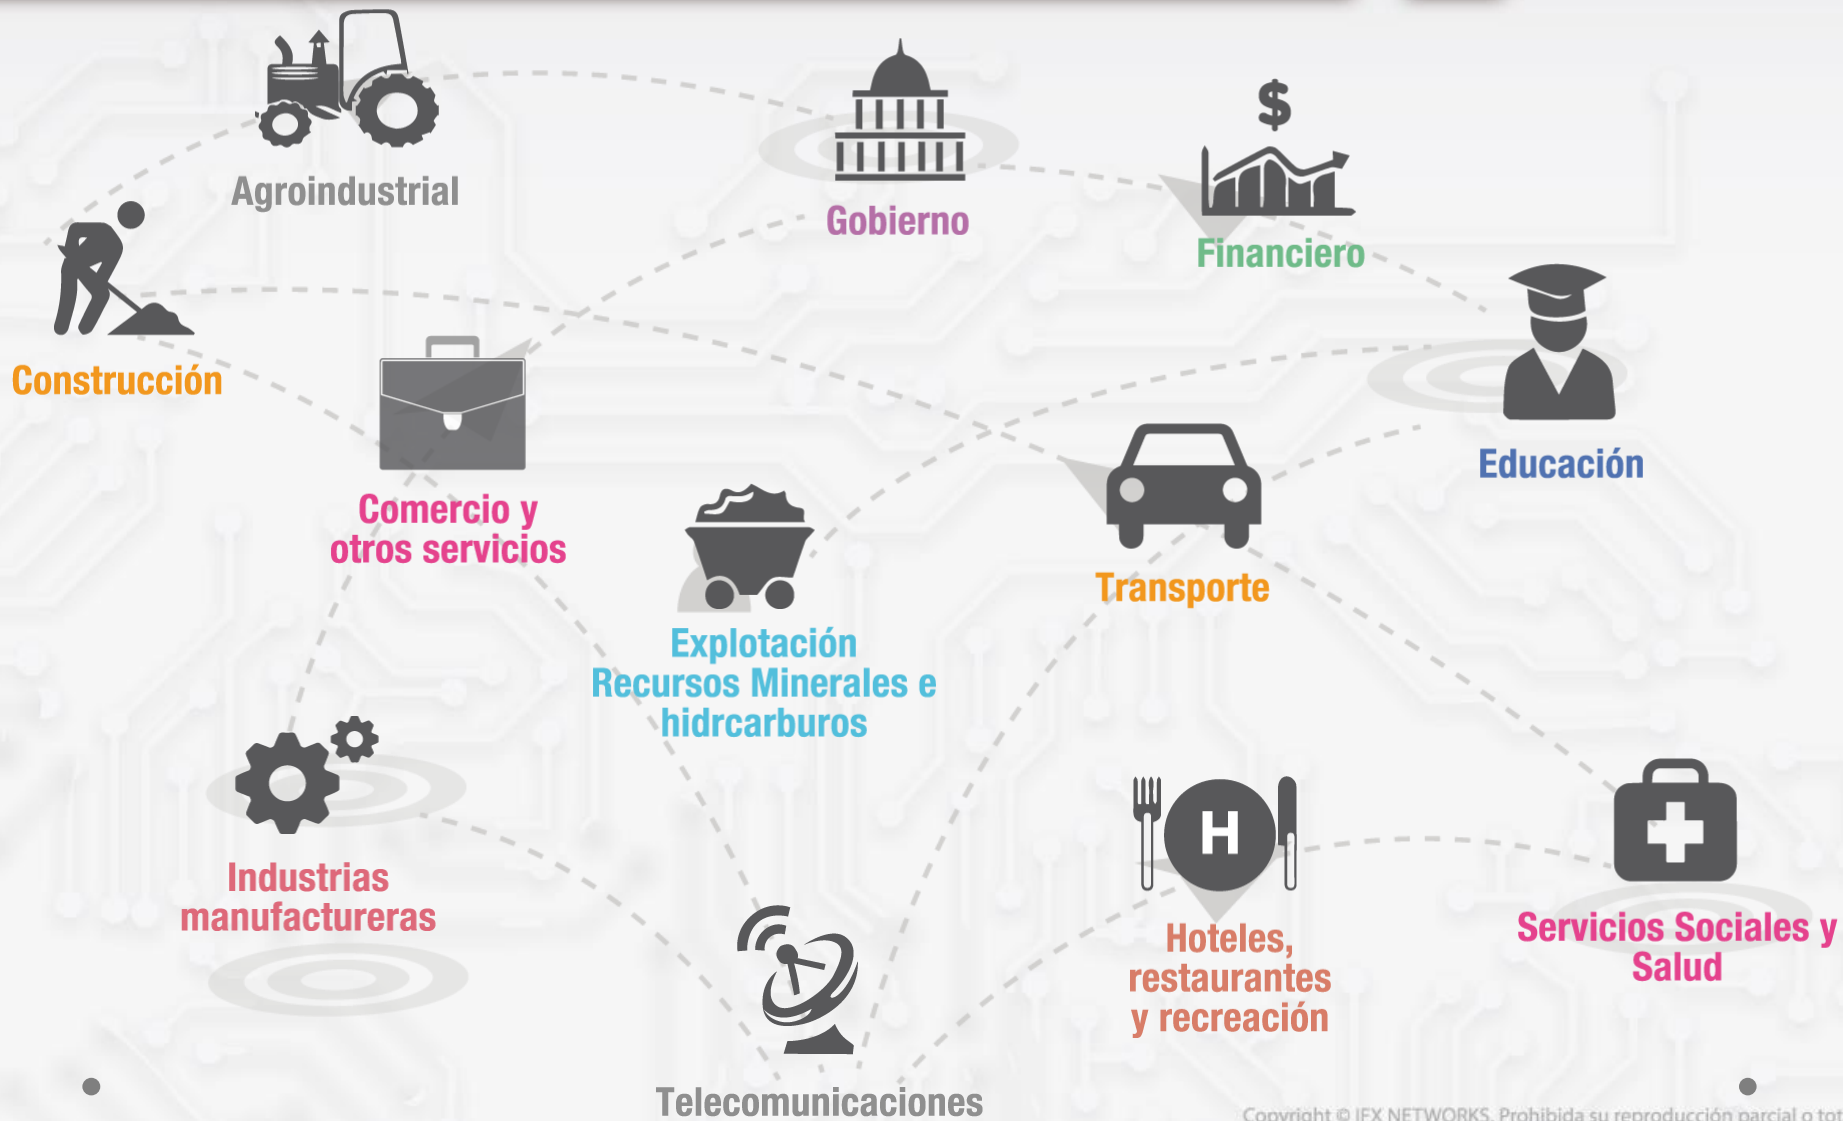 $
Agroindustrial
Gobierno
Financiero
Construcción
Educación
Comercio y
otros servicios
Transporte
Explotación
Recursos Minerales e
hidrcarburos
H
Industrias
manufactureras
Hoteles,
restaurantes
y recreación
Servicios Sociales y
Salud
Telecomunicaciones
Copyright © IFX NETWORKS. Prohibida su reproducción parcial o tot